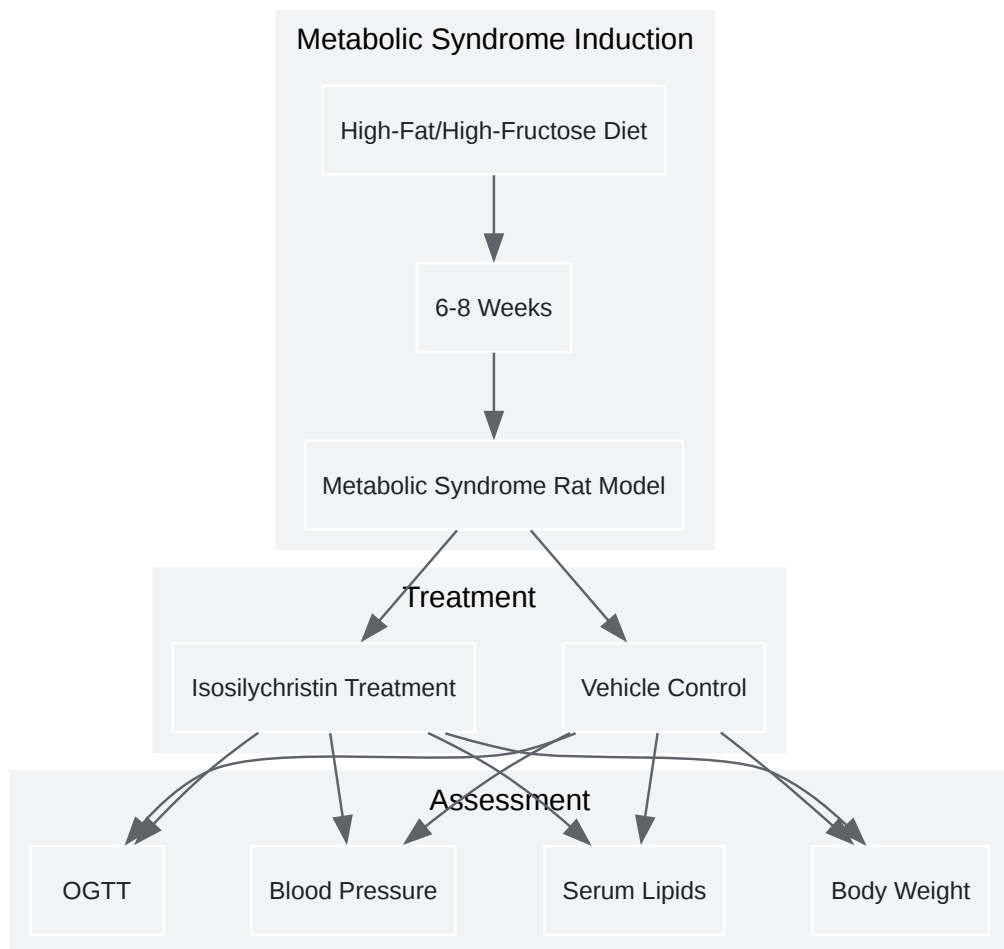 Metabolic Syndrome Induction
High-Fat/High-Fructose Diet
6-8 Weeks
Metabolic Syndrome Rat Model
Treatment
Isosilychristin Treatment
Vehicle Control
Assessment
OGTT
Blood Pressure
Serum Lipids
Body Weight